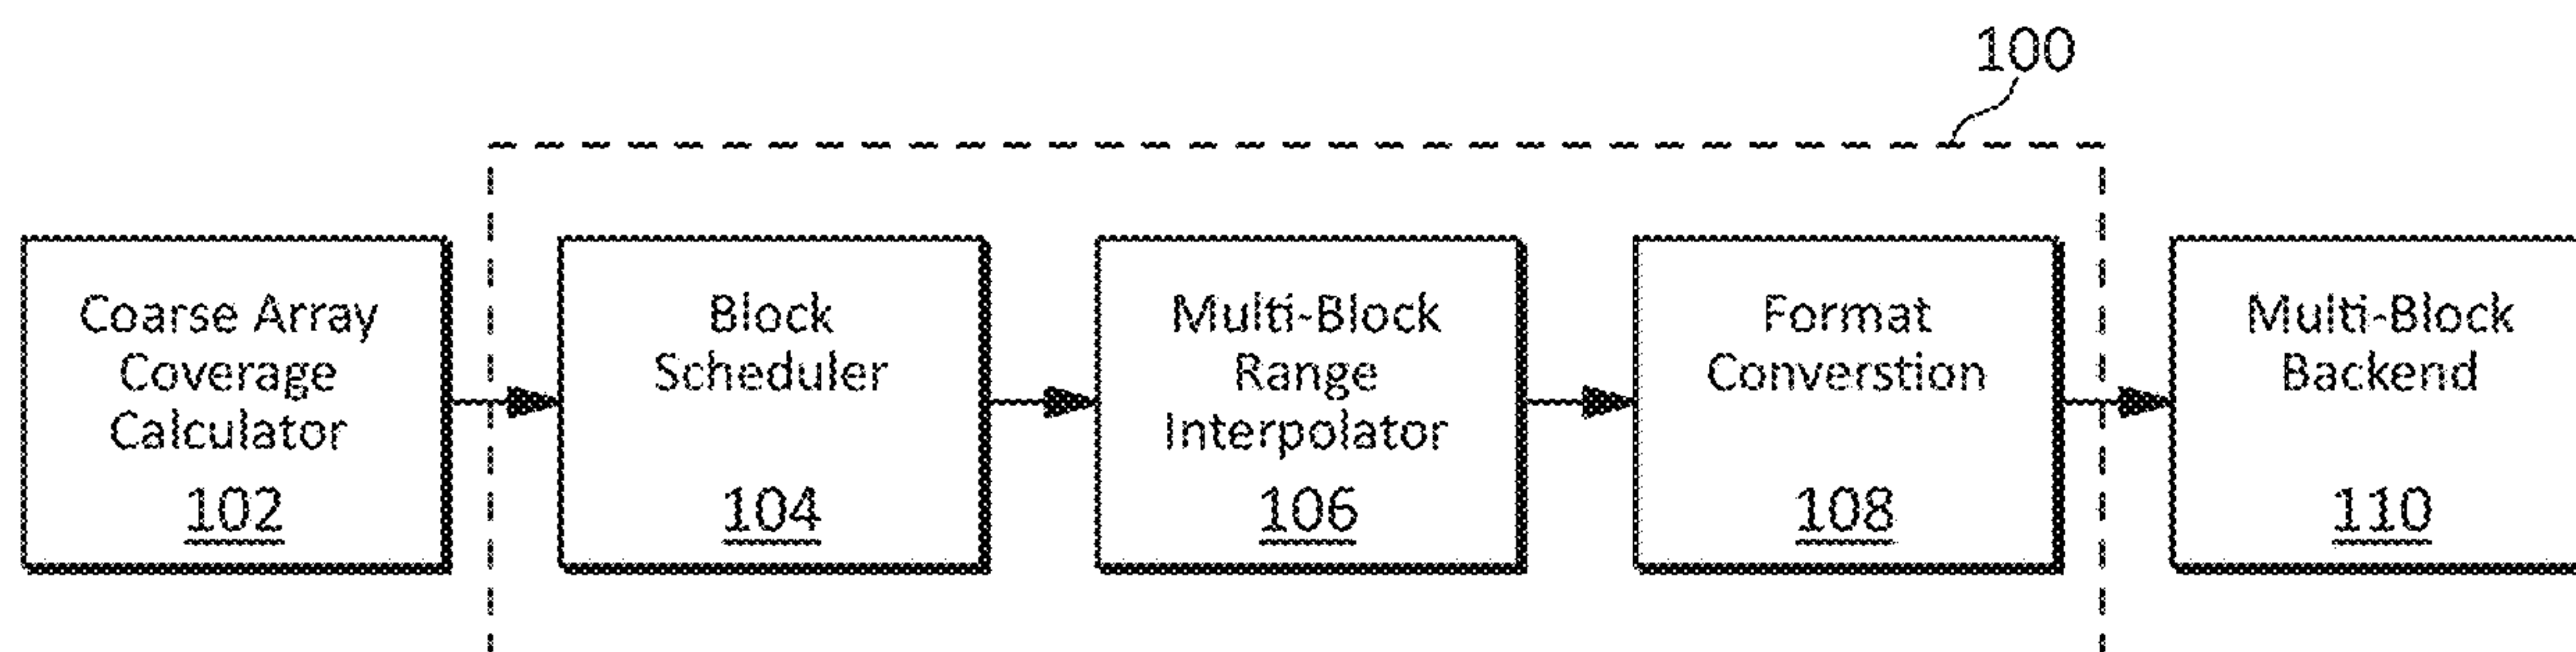 100
Coarse Array
Coverage
Calculator
102
Block
Scheduler
104
Multi-Block
Range
Interpolator
106
Format
Converstion
108
Multi-Block
Backend
110